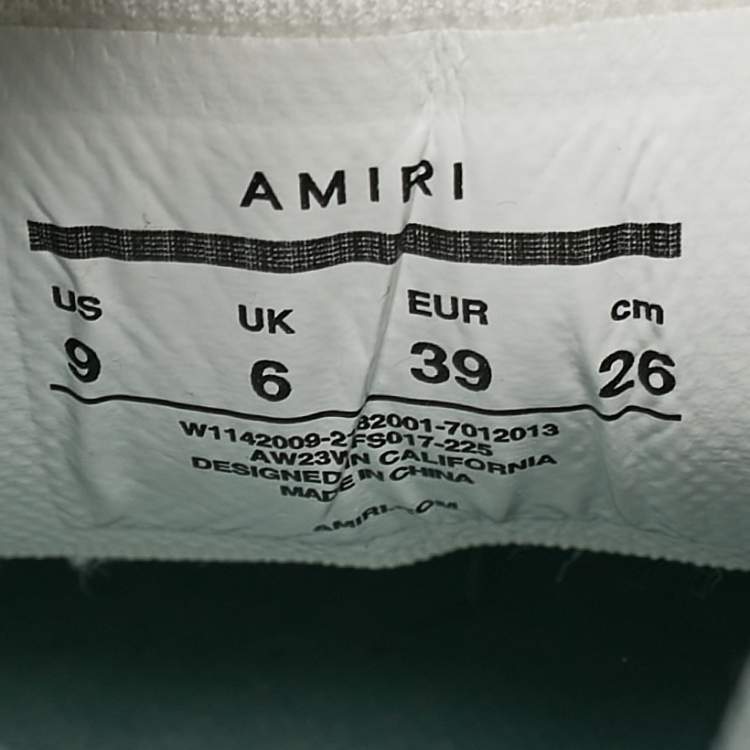 AMIRI
US UK EUR cm
9 6 39 26
W1142009-2 82001-7012013
AW23 FS017-225
DESIGNED IN CALIFORNIA
MADE IN CHINA